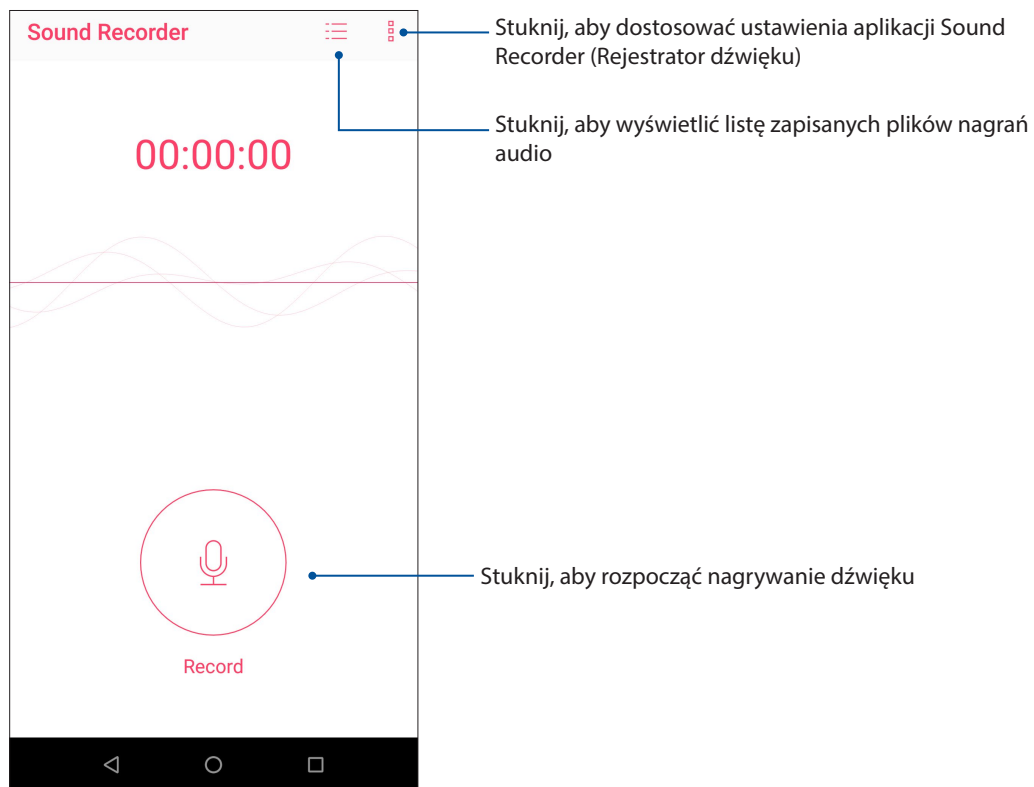 Sound Recorder
Stuknij, aby dostosować ustawienia aplikacji Sound
Recorder (Rejestrator dźwięku)
Stuknij, aby wyświetlić listę zapisanych plików nagrań
audio
00:00:00
Stuknij, aby rozpocząć nagrywanie dźwięku
Record